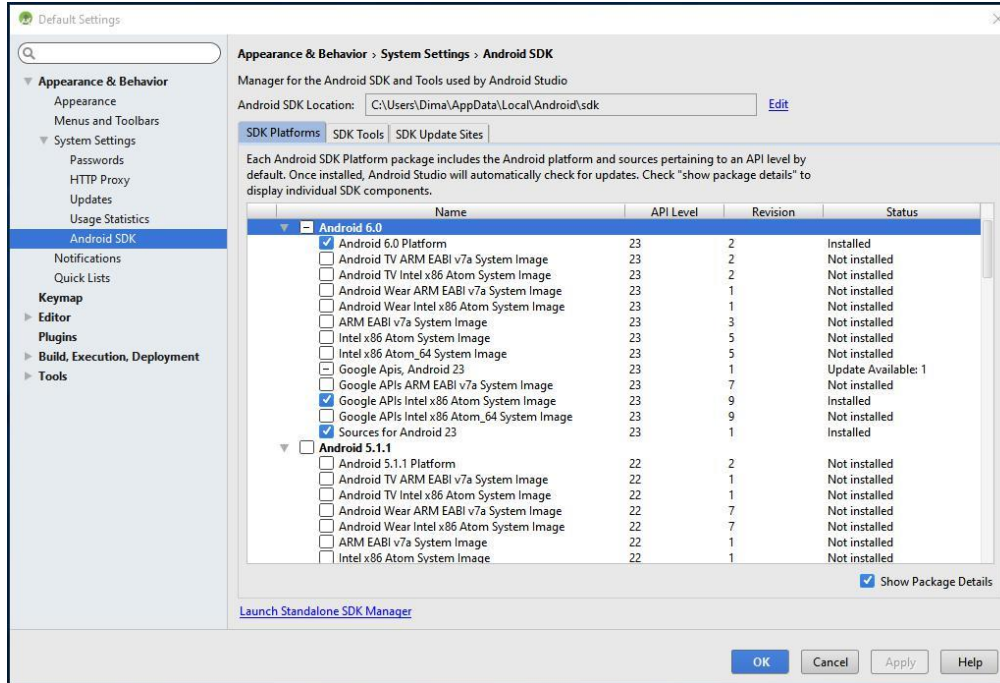 Default Settings
Appearance & Behavior
Appearance
Menus and Toolbars
System Settings
Passwords
HTTP Proxy
Updates
Usage Statistics
Android SDK
Notifications
Quick Lists
Keymap
Editor
Plugins
Build, Execution, Deployment
Tools
Appearance & Behavior › System Settings › Android SDK
Manager for the Android SDK and Tools used by Android Studio
Android SDK Location: C:\Users\Dima\AppData\Local\Android\sdk Edit
SDK Platforms SDK Tools SDK Update Sites
Each Android SDK Platform package includes the Android platform and sources pertaining to an API level by
default. Once installed, Android Studio will automatically check for updates. Check "show package details" to
display individual SDK components.
Name API Level Revision Status
Android 6.0
Android 6.0 Platform 23 2 Installed
Android TV ARM EABI v7a System Image 23 2 Not installed
Android TV Intel x86 Atom System Image 23 2 Not installed
Android Wear ARM EABI v7a System Image 23 1 Not installed
Android Wear Intel x86 Atom System Image 23 1 Not installed
ARM EABI v7a System Image 23 3 Not installed
Intel x86 Atom System Image 23 5 Not installed
Intel x86 Atom_64 System Image 23 5 Not installed
Google Apis, Android 23 23 1 Update Available: 1
Google APIs ARM EABI v7a System Image 23 7 Not installed
Google APIs Intel x86 Atom System Image 23 9 Installed
Google APIs Intel x86 Atom_64 System Image 23 9 Not installed
Sources for Android 23 23 1 Installed
Android 5.1.1
Android 5.1.1 Platform 22 2 Not installed
Android TV ARM EABI v7a System Image 22 1 Not installed
Android TV Intel x86 Atom System Image 22 1 Not installed
Android Wear ARM EABI v7a System Image 22 7 Not installed
Android Wear Intel x86 Atom System Image 22 7 Not installed
ARM EABI v7a System Image 22 1 Not installed
Intel x86 Atom System Image 22 1 Not installed
Show Package Details
Launch Standalone SDK Manager
OK Cancel Apply Help